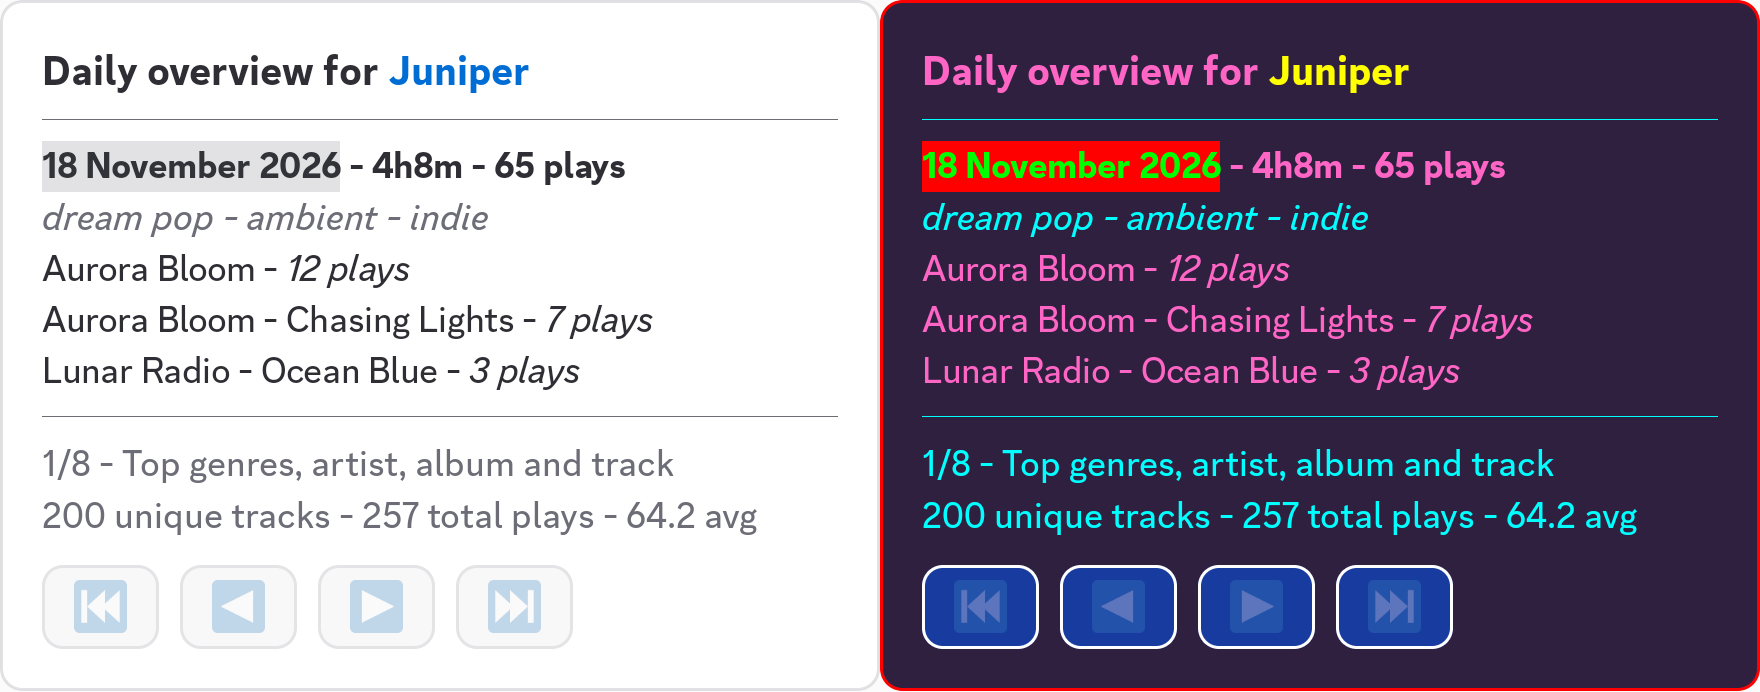 Daily overview for Juniper
18 November 2026 - 4h8m - 65 plays
dream pop - ambient - indie
Aurora Bloom - 12 plays
Aurora Bloom - Chasing Lights - 7 plays
Lunar Radio - Ocean Blue - 3 plays
1/8 - Top genres, artist, album and track
200 unique tracks - 257 total plays - 64.2 avg
Daily overview for Juniper
18 November 2026 - 4h8m - 65 plays
dream pop - ambient - indie
Aurora Bloom - 12 plays
Aurora Bloom - Chasing Lights - 7 plays
Lunar Radio - Ocean Blue - 3 plays
1/8 - Top genres, artist, album and track
200 unique tracks - 257 total plays - 64.2 avg